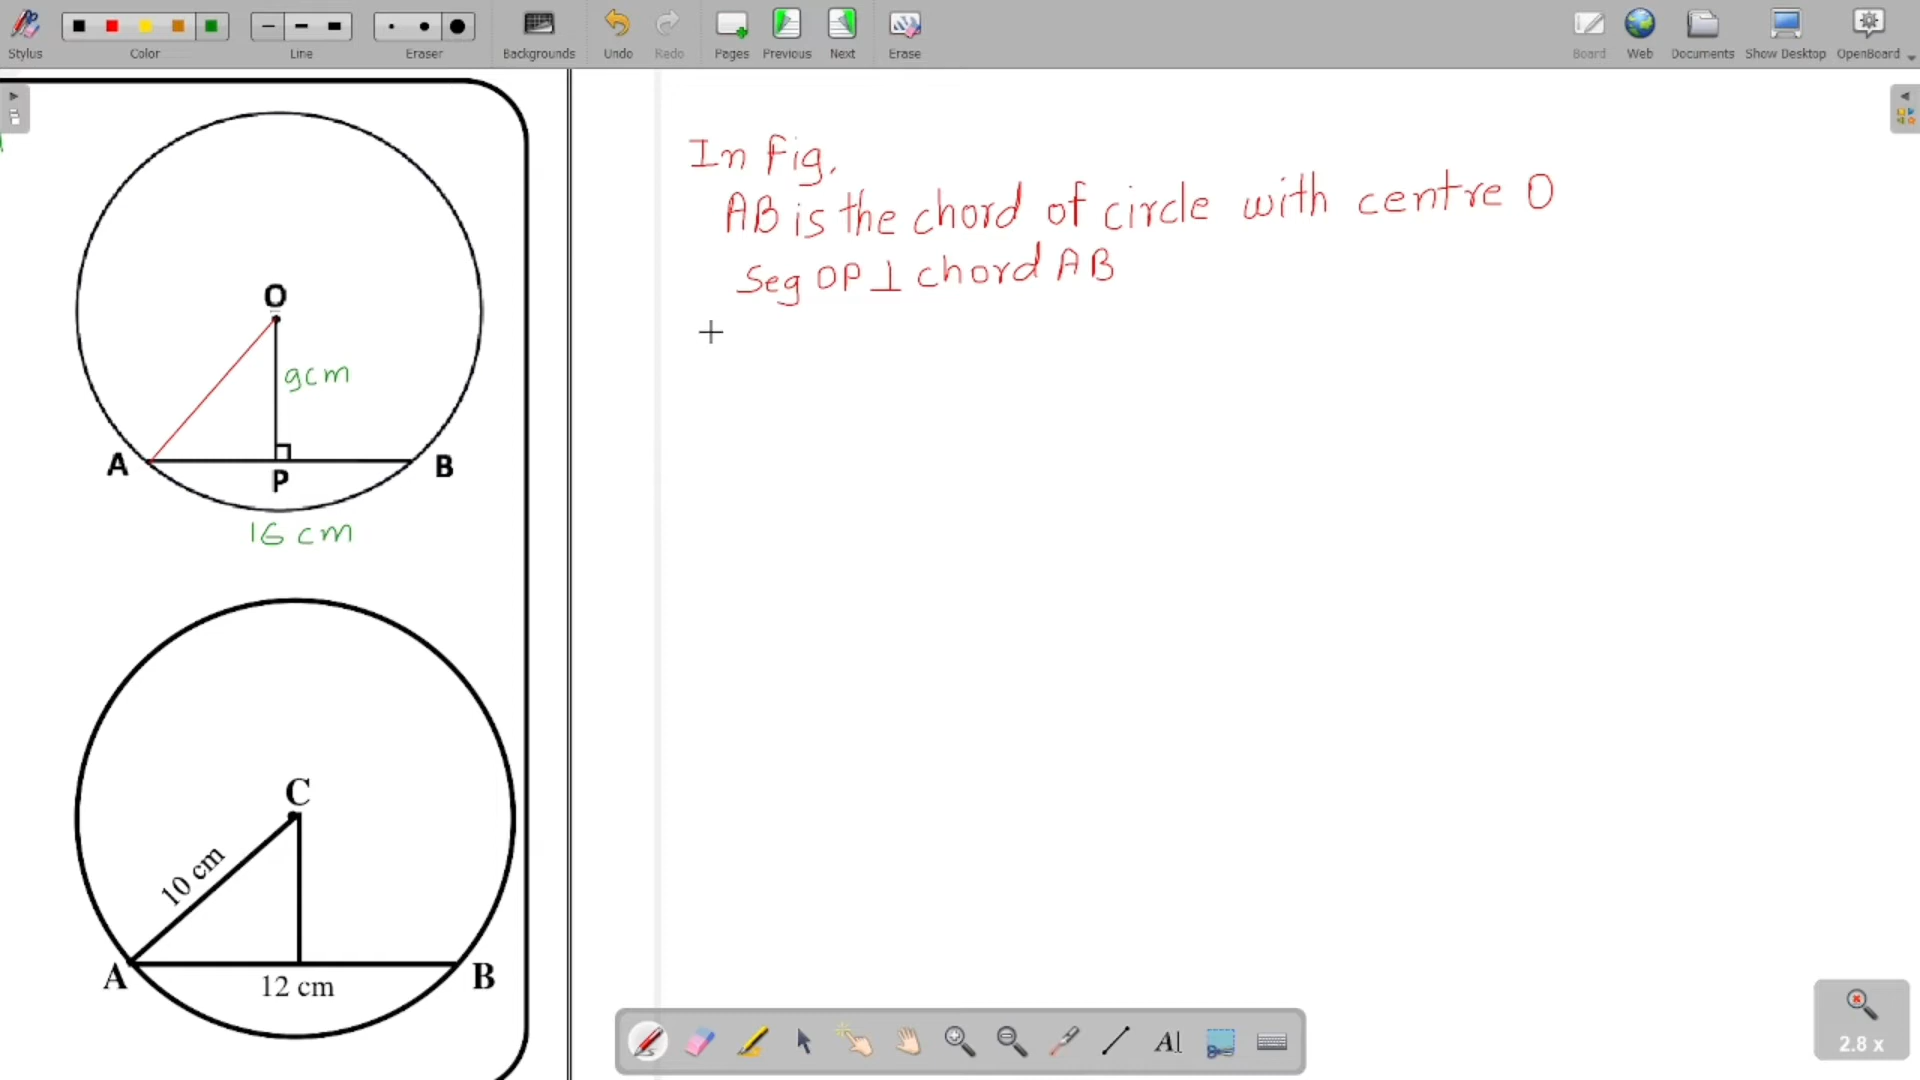 Stylus
Color
Line
Eraser
Backgrounds
Undo
Redo
Pages
Previous
Next
Erase
Board
Web
Documents
Show Desktop
OpenBoard
O
9cm
A
P
B
16 cm
C
10 cm
A
12 cm
B
In Fig.
AB is the chord of circle with centre O
Seg OP ⊥ chord AB
AI
2.8 x